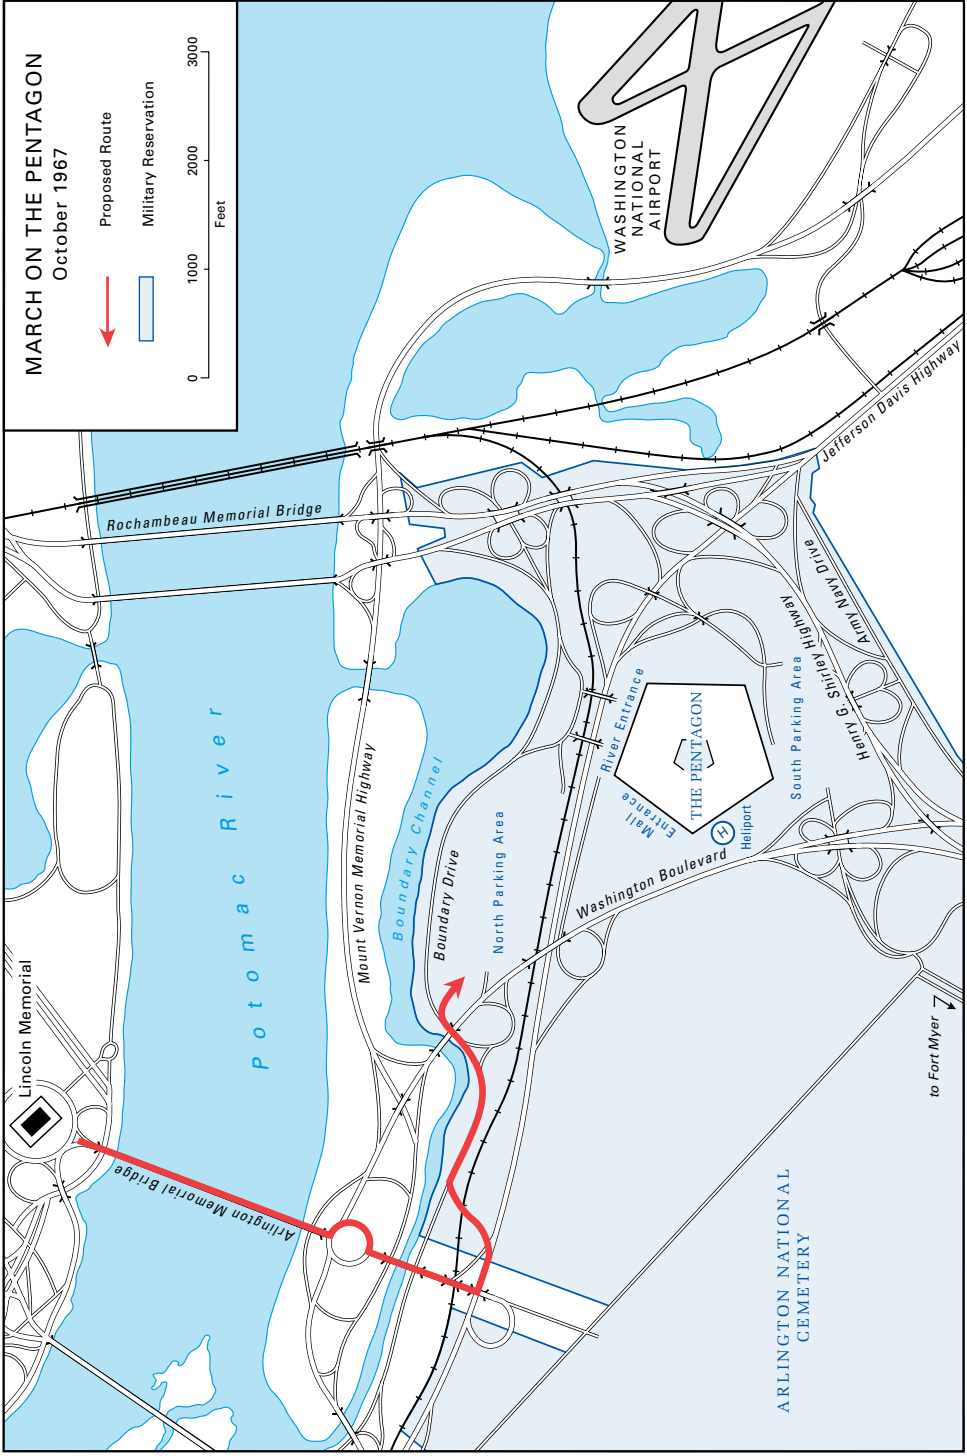 MARCH ON THE PENTAGON
October 1967
Proposed Route
Military Reservation
0 1000 2000 3000
Feet
Lincoln Memorial
Arlington Memorial Bridge
Rochambeau Memorial Bridge
Potomac River
Mount Vernon Memorial Highway
Boundary Channel
Boundary Drive
North Parking Area
Washington Boulevard
River Entrance
Mall
Entrance
THE PENTAGON
H
Heliport
South Parking Area
Henry G. Shirley Highway
Army Navy Drive
Jefferson Davis Highway
WASHINGTON
NATIONAL
AIRPORT
to Fort Myer
ARLINGTON NATIONAL
CEMETERY